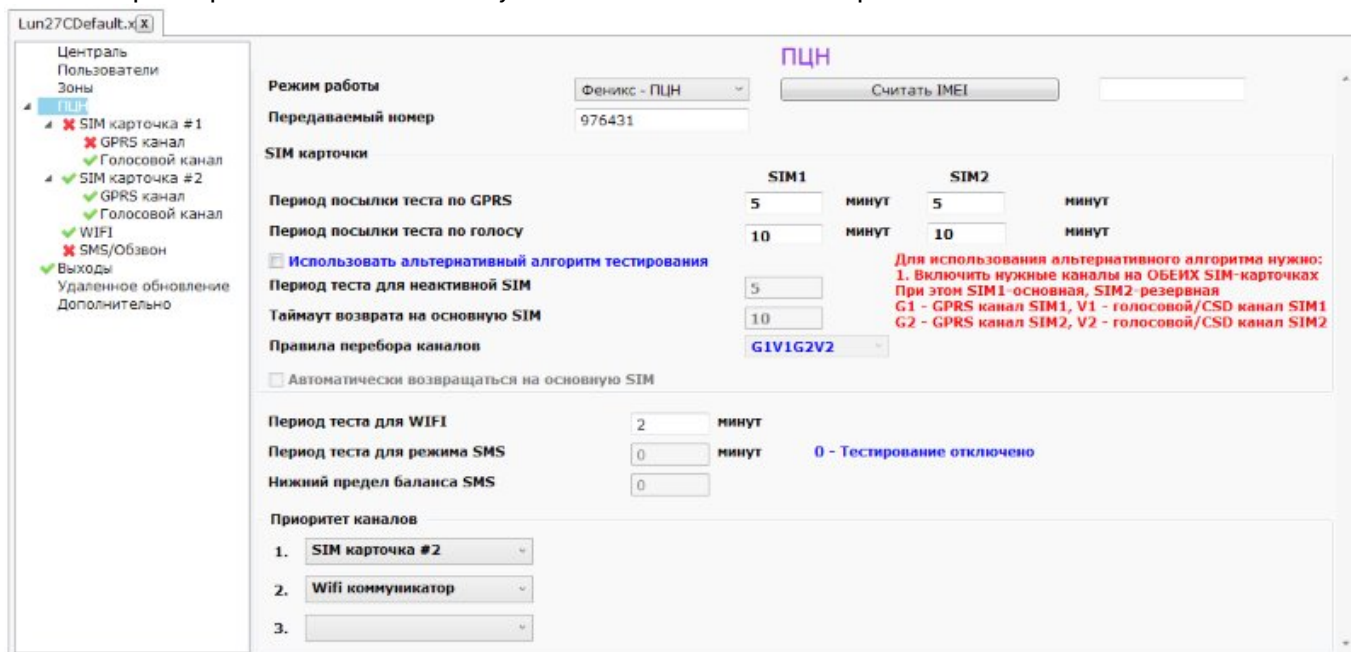 Lun27CDefault.x X
Централь
Пользователи
Зоны
ПЦН
SIM карточка #1
GPRS канал
Голосовой канал
SIM карточка #2
GPRS канал
Голосовой канал
WIFI
SMS/Обзвон
Выходы
Удаленное обновление
Дополнительно
ПЦН
Режим работы Феникс - ПЦН Считать IMEI
Передаваемый номер 976431
SIM карточки
SIM1 SIM2
Период посылки теста по GPRS 5 минут 5 минут
Период посылки теста по голосу 10 минут 10 минут
Использовать альтернативный алгоритм тестирования
Период теста для неактивной SIM 5
Таймаут возврата на основную SIM 10
Правила перебора каналов G1V1G2V2
Автоматически возвращаться на основную SIM
Для использования альтернативного алгоритма нужно:
1. Включить нужные каналы на ОБЕИХ SIM-карточках
При этом SIM1-основная, SIM2-резервная
G1 - GPRS канал SIM1, V1 - голосовой/CSD канал SIM1
G2 - GPRS канал SIM2, V2 - голосовой/CSD канал SIM2
Период теста для WIFI 2 минут
Период теста для режима SMS 0 минут 0 - Тестирование отключено
Нижний предел баланса SMS 0
Приоритет каналов
1. SIM карточка #2
2. Wifi коммуникатор
3.